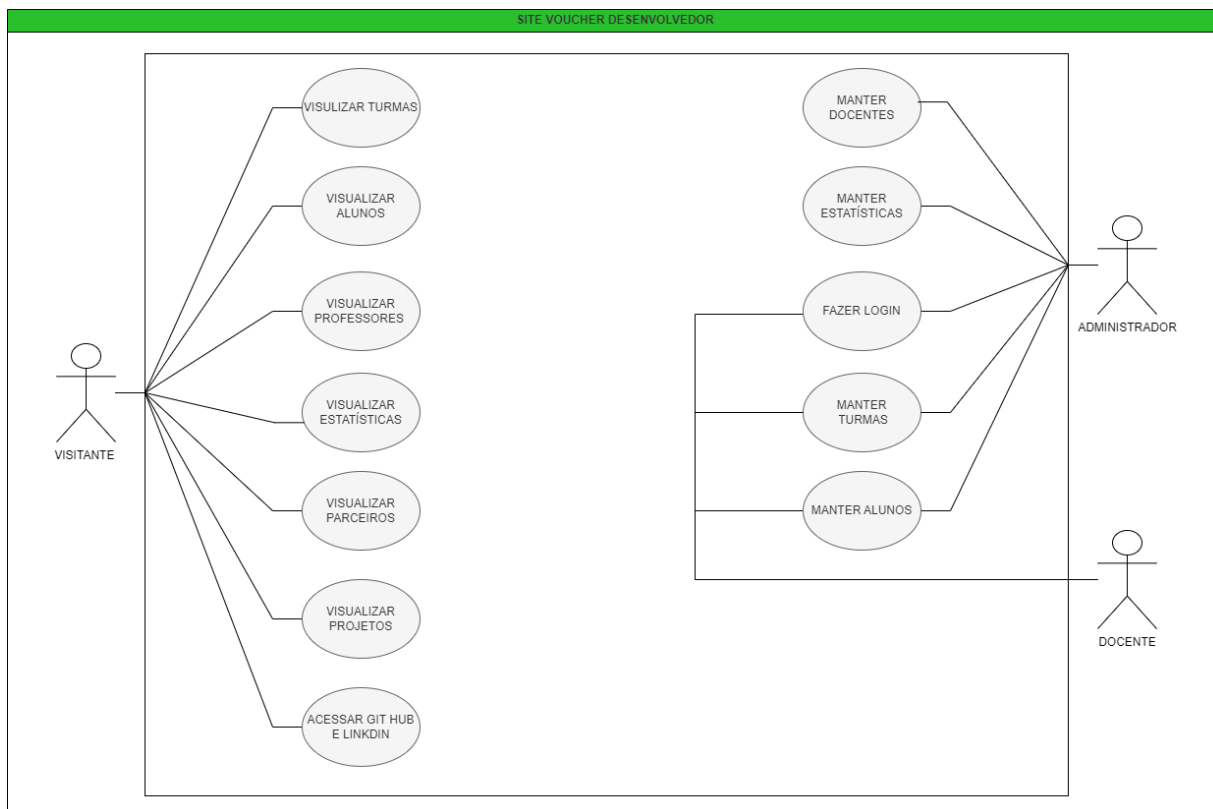 SITE VOUCHER DESENVOLVEDOR
VISULIZAR TURMAS
VISUALIZAR
ALUNOS
VISUALIZAR
PROFESSORES
VISUALIZAR
ESTATÍSTICAS
VISUALIZAR
PARCEIROS
VISUALIZAR
PROJETOS
ACESSAR GIT HUB
E LINKDIN
VISITANTE
MANTER
DOCENTES
MANTER
ESTATÍSTICAS
FAZER LOGIN
MANTER
TURMAS
MANTER ALUNOS
ADMINISTRADOR
DOCENTE